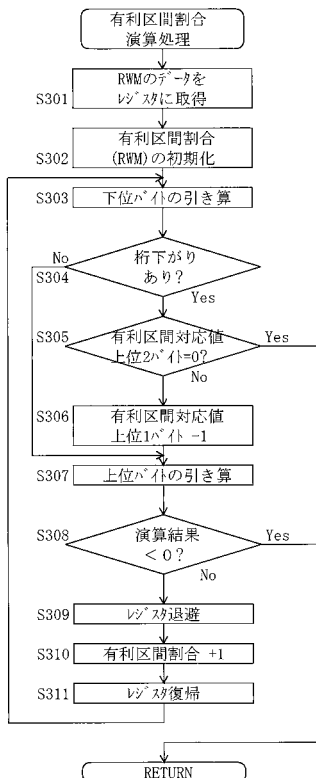 有利区間割合
演算処理
RWMのデータを
レジスタに取得
S301
有利区間割合
(RWM)の初期化
S302
S303
下位バイトの引き算
No
S304
桁下がり
あり?
Yes
S305
有利区間対応値
上位2バイト=0?
Yes
No
S306
有利区間対応値
上位1バイト -1
S307
上位バイトの引き算
S308
演算結果
<0?
Yes
No
S309
レジスタ退避
S310
有利区間割合 +1
S311
レジスタ復帰
RETURN